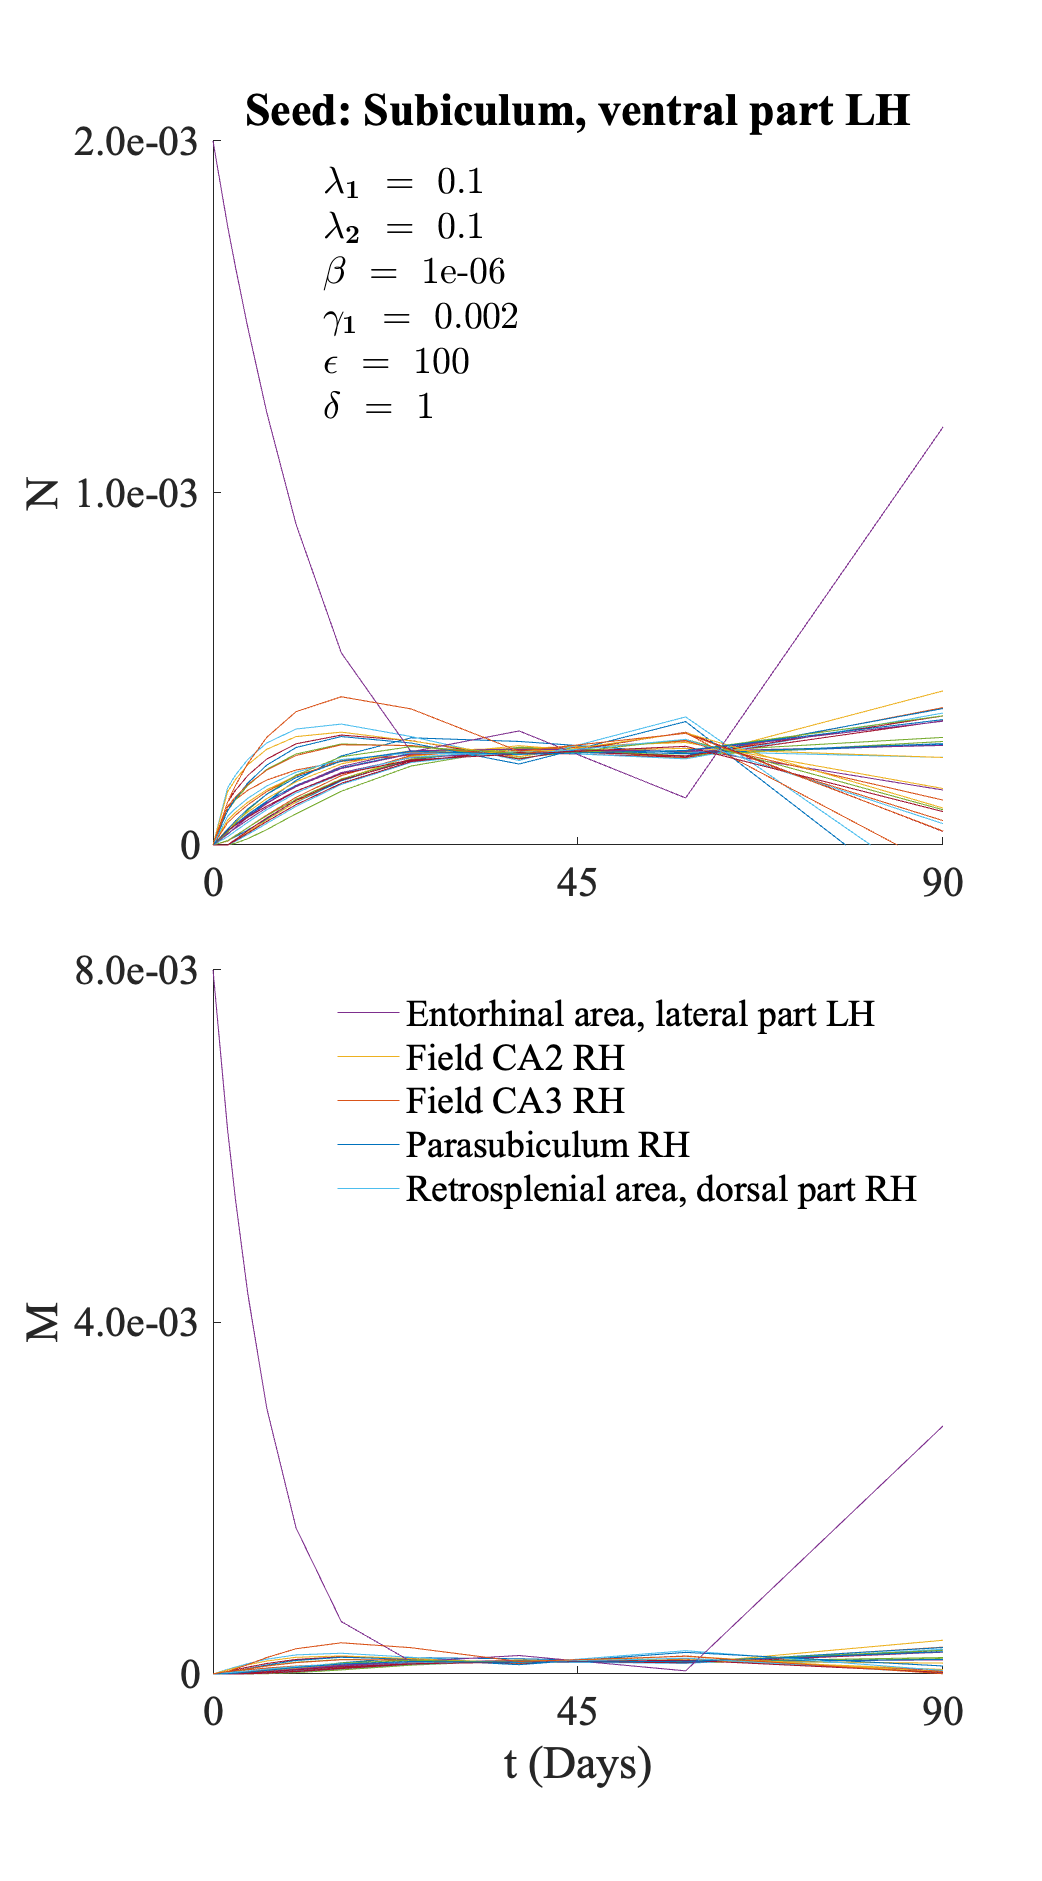 Seed: Subiculum, ventral part LH
2.0e-03
λ₁ = 0.1
λ₂ = 0.1
β = 1e-06
γ₁ = 0.002
ϵ = 100
δ = 1
N
1.0e-03
0
0 45 90
8.0e-03
Entorhinal area, lateral part LH
Field CA2 RH
Field CA3 RH
Parasubiculum RH
Retrosplenial area, dorsal part RH
M
4.0e-03
0
0 45 90
t (Days)